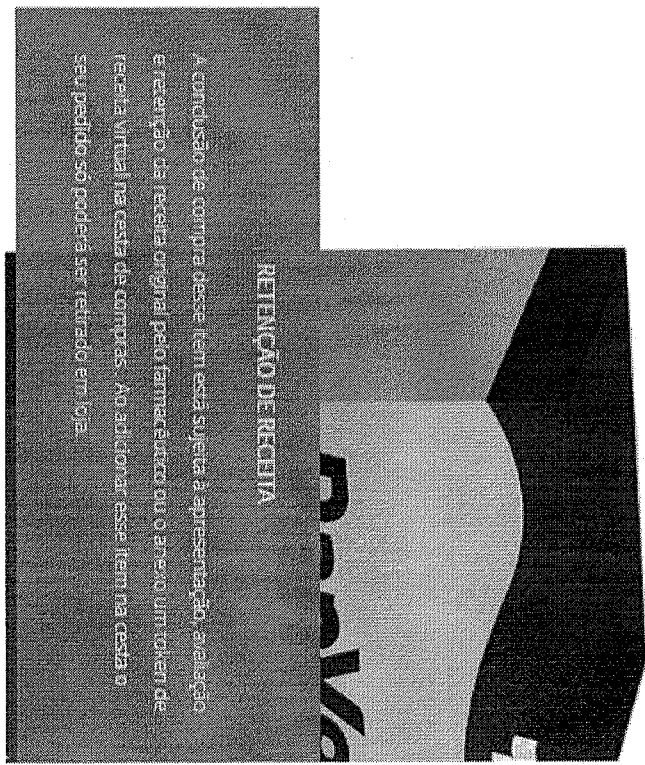 RETENÇÃO DE RECEITA
A conclusão de compra desse item está sujeita à apresentação, avaliação
e retenção da receita original pelo farmacêutico ou o anexo um token de
receita virtual na cesta de compras. Ao adicionar esse item na cesta o
seu pedido só poderá ser retirado em loja.